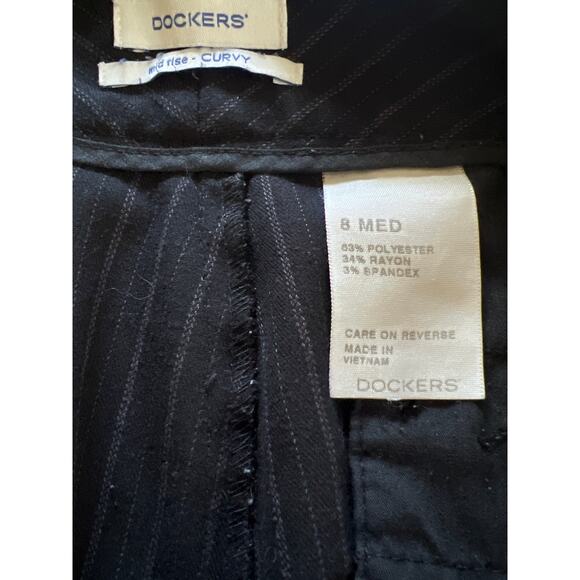 DOCKERS®
mid rise - CURVY
8 MED
63% POLYESTER
34% RAYON
3% SPANDEX
CARE ON REVERSE
MADE IN
VIETNAM
DOCKERS®